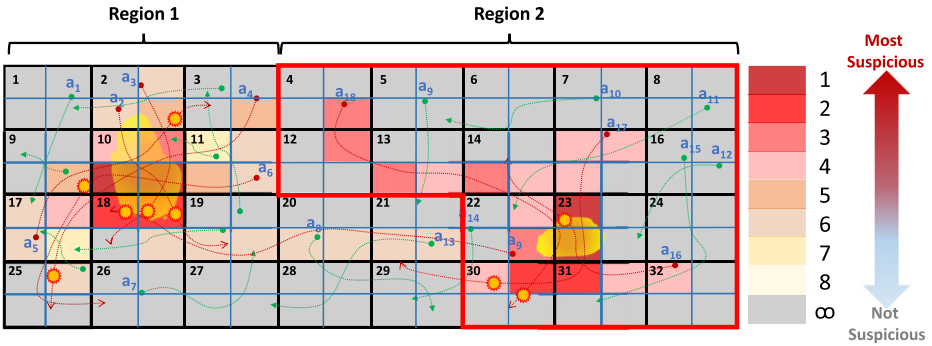 Region 1
Region 2
Most
Suspicious
1
2
3
4
5
6
7
8
∞
Not
Suspicious
1 a1 2 a3 a2 3 a4 4 a18 5 a9 6 7 a10 8 a11
9 10 11 a6 12 13 14 a17 16 a15 a12
17 a5 18 19 20 a8 21 a13 22 14 a9 23 24 a16
25 26 a7 27 28 29 30 31 32